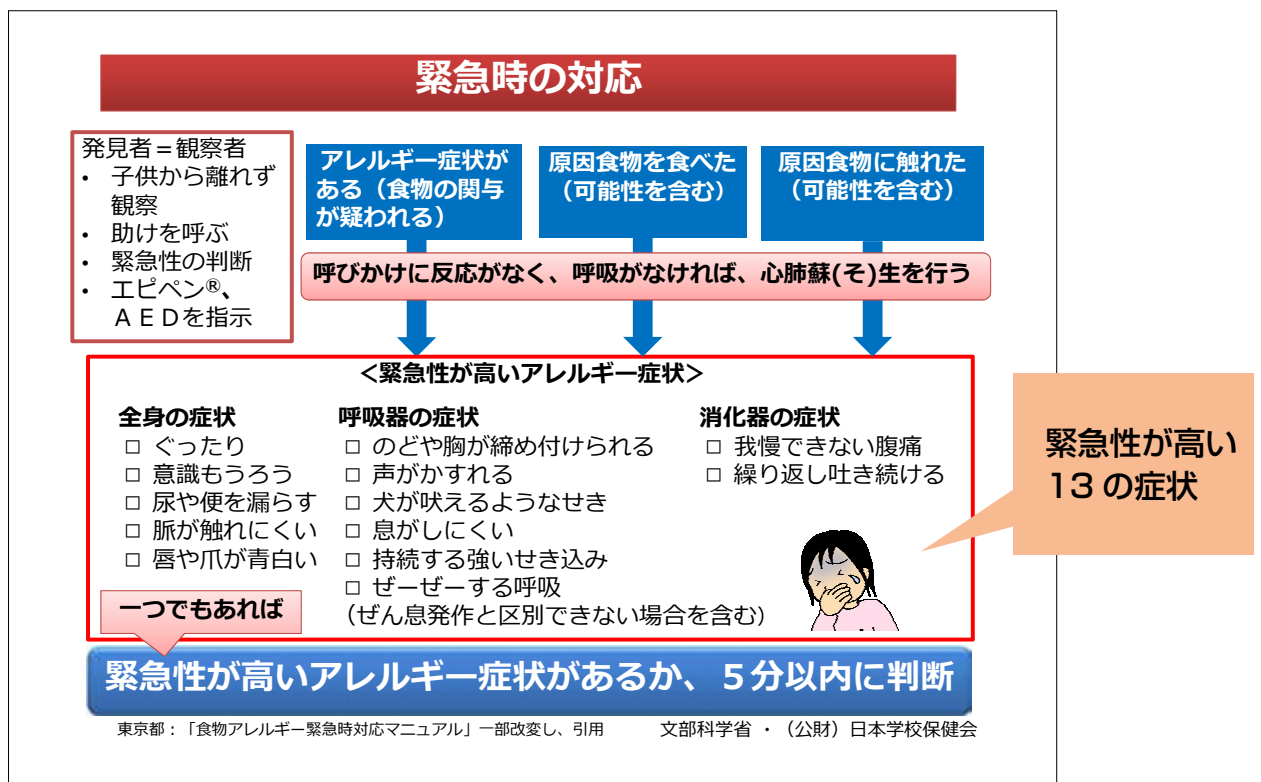 緊急時の対応
発見者＝観察者
・ 子供から離れず
観察
・ 助けを呼ぶ
・ 緊急性の判断
・ エピペン®、
ＡＥＤを指示
アレルギー症状が
ある（食物の関与
が疑われる）
原因食物を食べた
（可能性を含む）
原因食物に触れた
（可能性を含む）
呼びかけに反応がなく、呼吸がなければ、心肺蘇(そ)生を行う
＜緊急性が高いアレルギー症状＞
全身の症状
□ ぐったり
□ 意識もうろう
□ 尿や便を漏らす
□ 脈が触れにくい
□ 唇や爪が青白い
呼吸器の症状
□ のどや胸が締め付けられる
□ 声がかすれる
□ 犬が吠えるようなせき
□ 息がしにくい
□ 持続する強いせき込み
□ ぜーぜーする呼吸
（ぜん息発作と区別できない場合を含む）
消化器の症状
□ 我慢できない腹痛
□ 繰り返し吐き続ける
緊急性が高い
13 の症状
一つでもあれば
緊急性が高いアレルギー症状があるか、５分以内に判断
東京都：「食物アレルギー緊急時対応マニュアル」一部改変し、引用
文部科学省 ・（公財）日本学校保健会